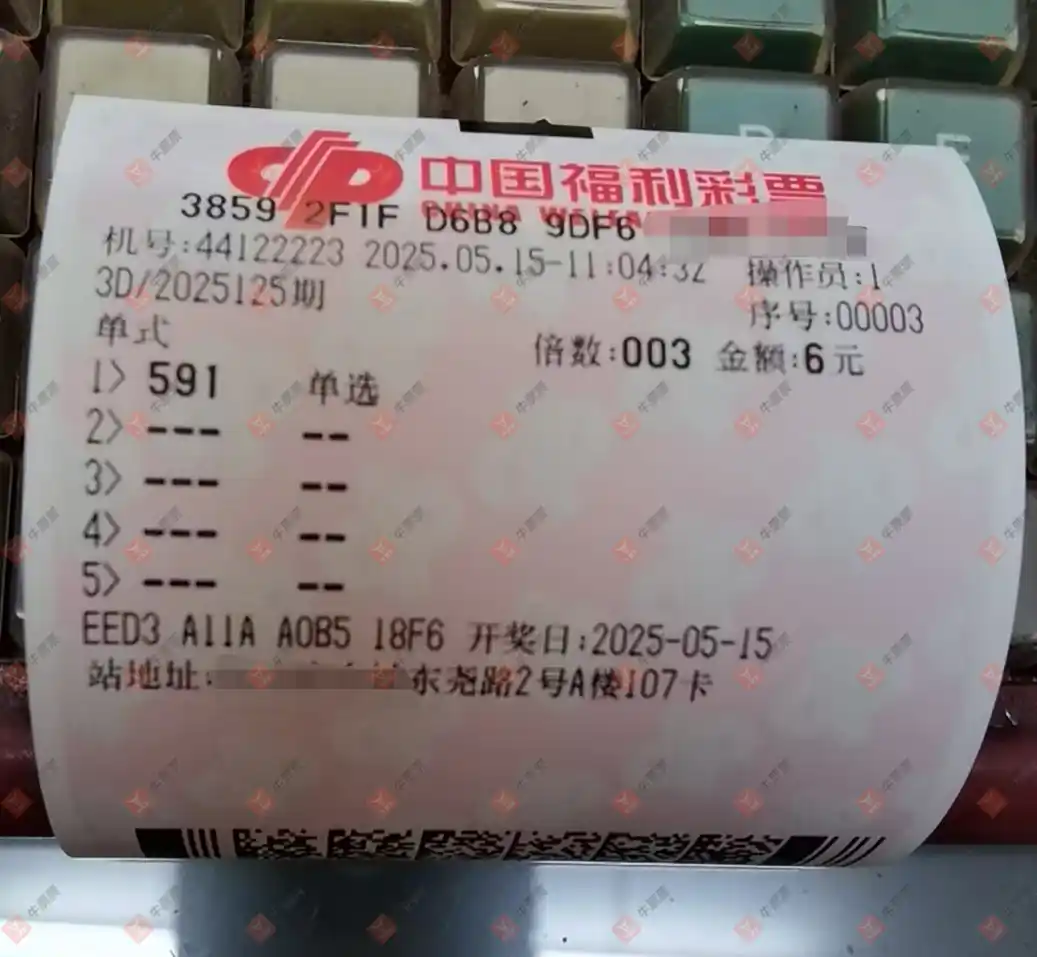 中国福利彩票
3859 2F1F D6B8 9DF6
机号:44122223 2025.05.15-11:04:32 操作员:1
3D/2025125期 序号:00003
单式 倍数:003 金额:6元
1> 591 单选
2> --- --
3> --- --
4> --- --
5> --- --
EED3 A11A A0B5 18F6 开奖日:2025-05-15
站地址: 东尧路2号A楼107卡